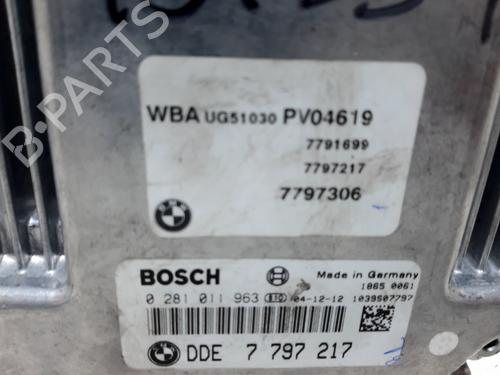 WBA UG51030 PV04619
7791699
7797217
7797306
BOSCH Made in Germany
1865 0061
0 281 011 963 04-12-12 1039S07797
DDE 7 797 217